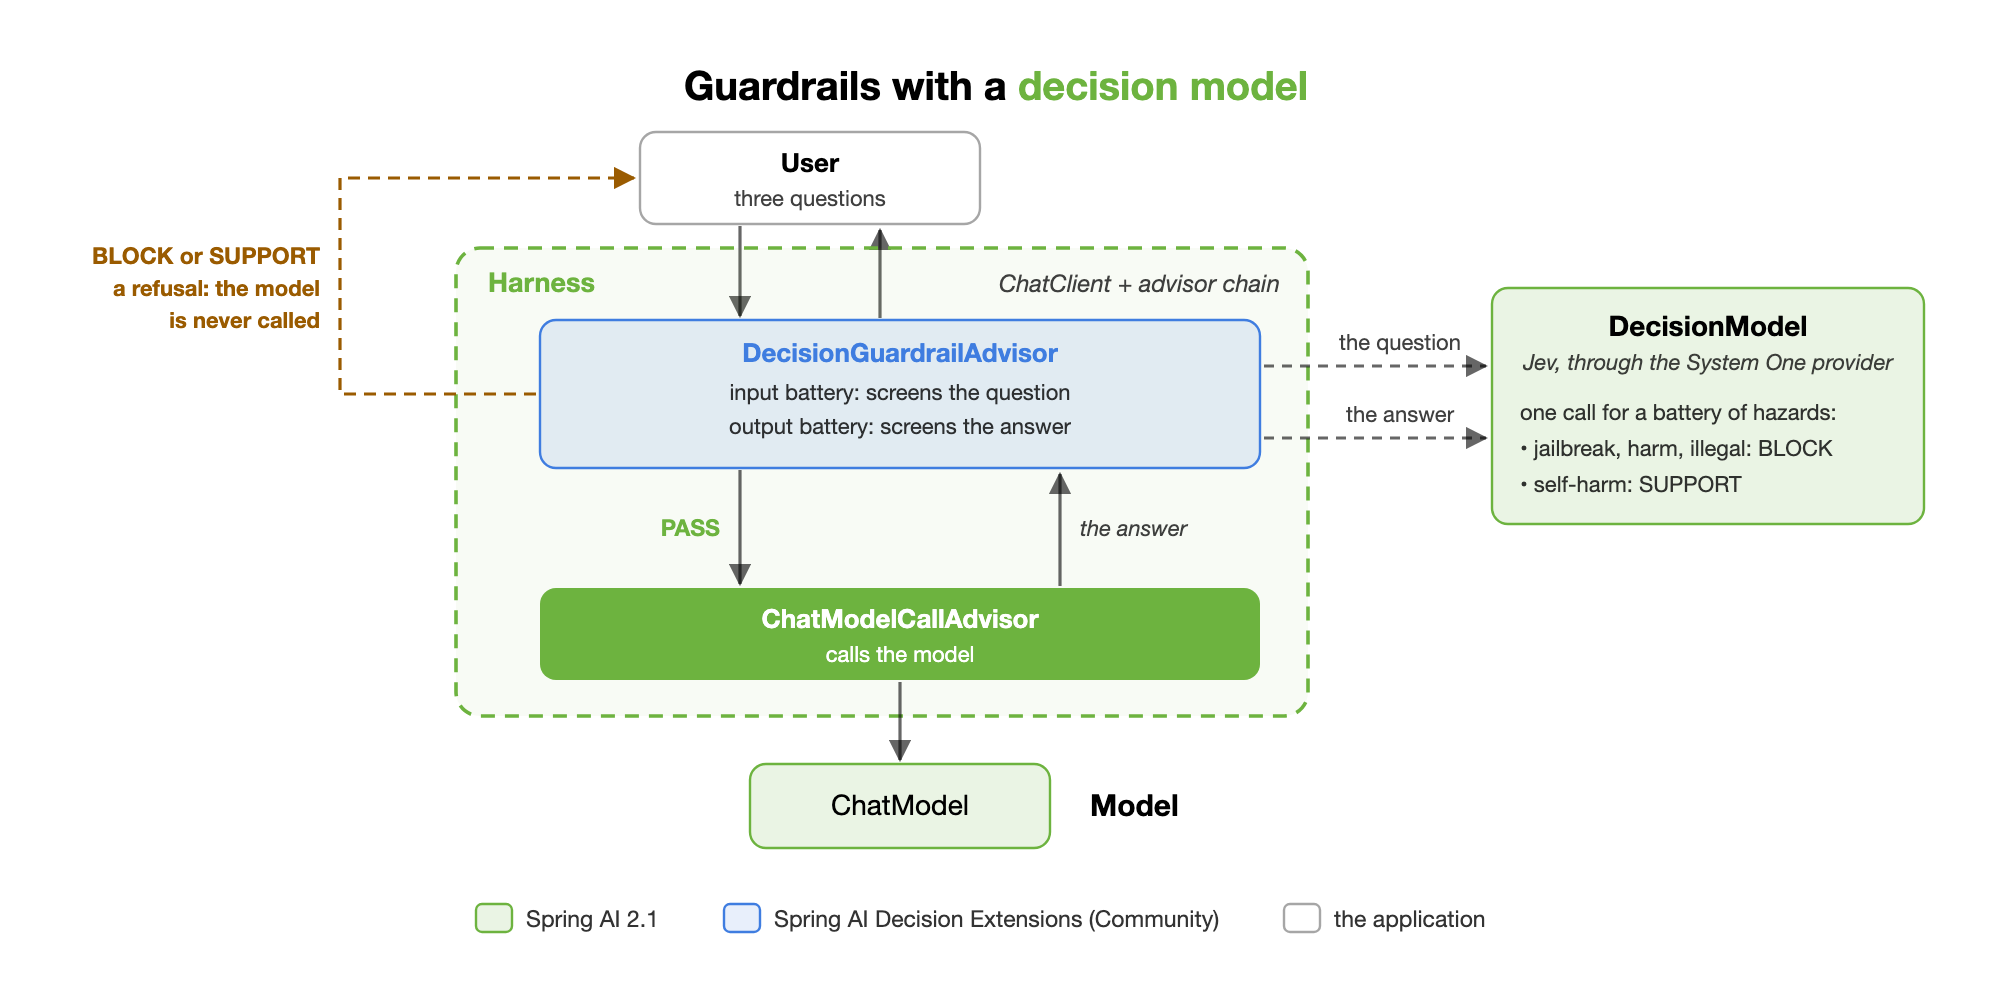 Guardrails with a decision model
User
three questions
BLOCK or SUPPORT
a refusal: the model
is never called
Harness
ChatClient + advisor chain
DecisionGuardrailAdvisor
input battery: screens the question
output battery: screens the answer
the question
the answer
DecisionModel
Jev, through the System One provider
one call for a battery of hazards:
• jailbreak, harm, illegal: BLOCK
• self-harm: SUPPORT
PASS
the answer
ChatModelCallAdvisor
calls the model
ChatModel
Model
Spring AI 2.1
Spring AI Decision Extensions (Community)
the application